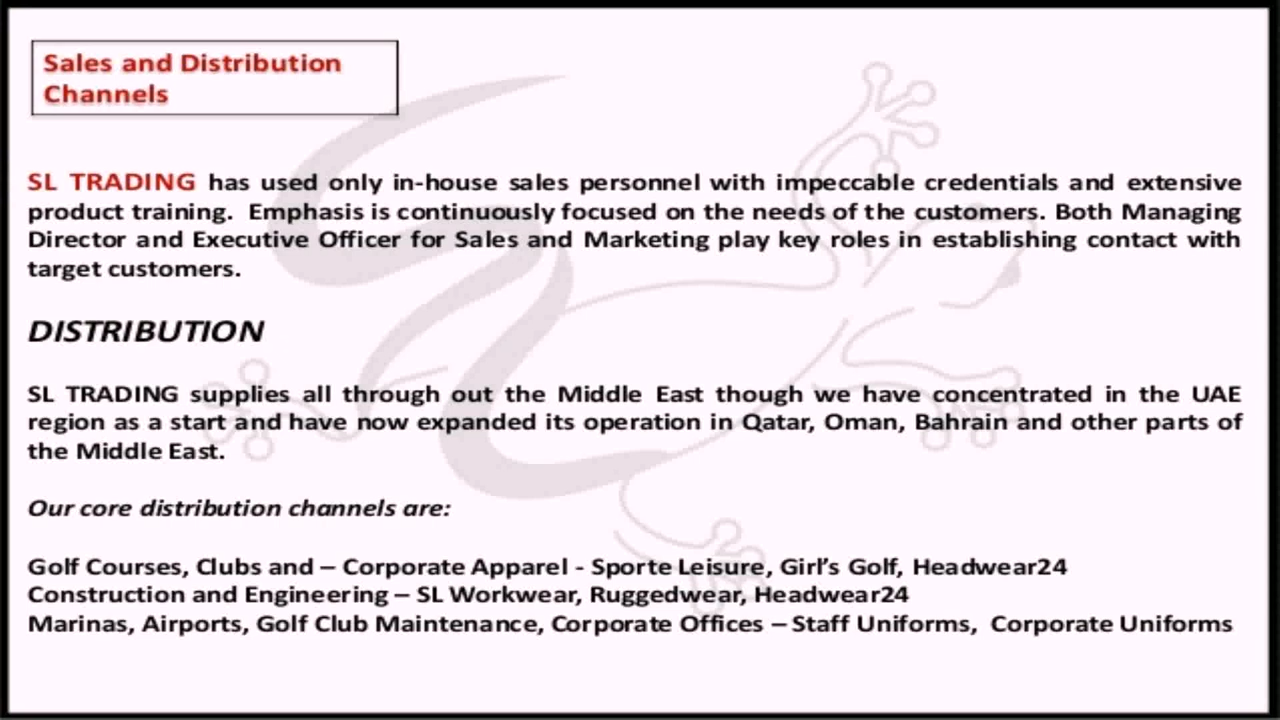 Sales and Distribution
Channels
SL TRADING has used only in-house sales personnel with impeccable credentials and extensive
product training. Emphasis is continuously focused on the needs of the customers. Both Managing
Director and Executive Officer for Sales and Marketing play key roles in establishing contact with
target customers.
DISTRIBUTION
SL TRADING supplies all through out the Middle East though we have concentrated in the UAE
region as a start and have now expanded its operation in Qatar, Oman, Bahrain and other parts of
the Middle East.
Our core distribution channels are:
Golf Courses, Clubs and – Corporate Apparel - Sporte Leisure, Girl’s Golf, Headwear24
Construction and Engineering – SL Workwear, Ruggedwear, Headwear24
Marinas, Airports, Golf Club Maintenance, Corporate Offices – Staff Uniforms, Corporate Uniforms